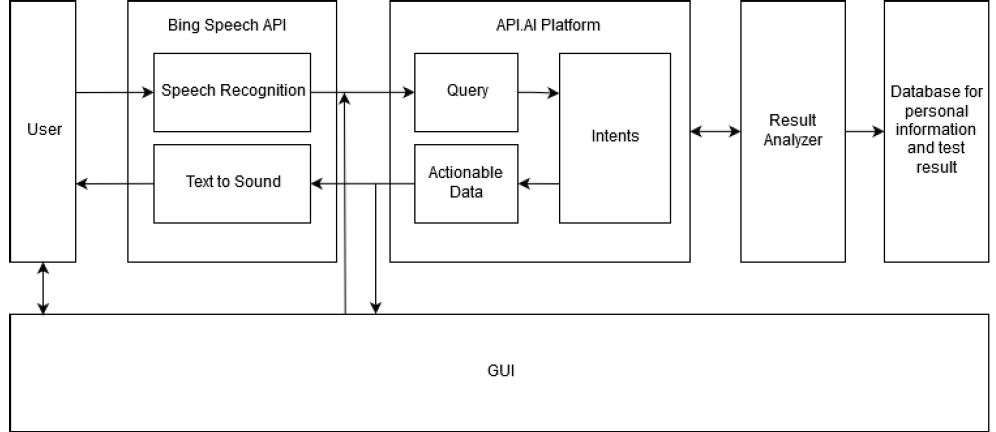 Bing Speech API
API.AI Platform
User
Speech Recognition
Query
Intents
Result
Analyzer
Database for
personal
information
and test
result
Text to Sound
Actionable
Data
GUI